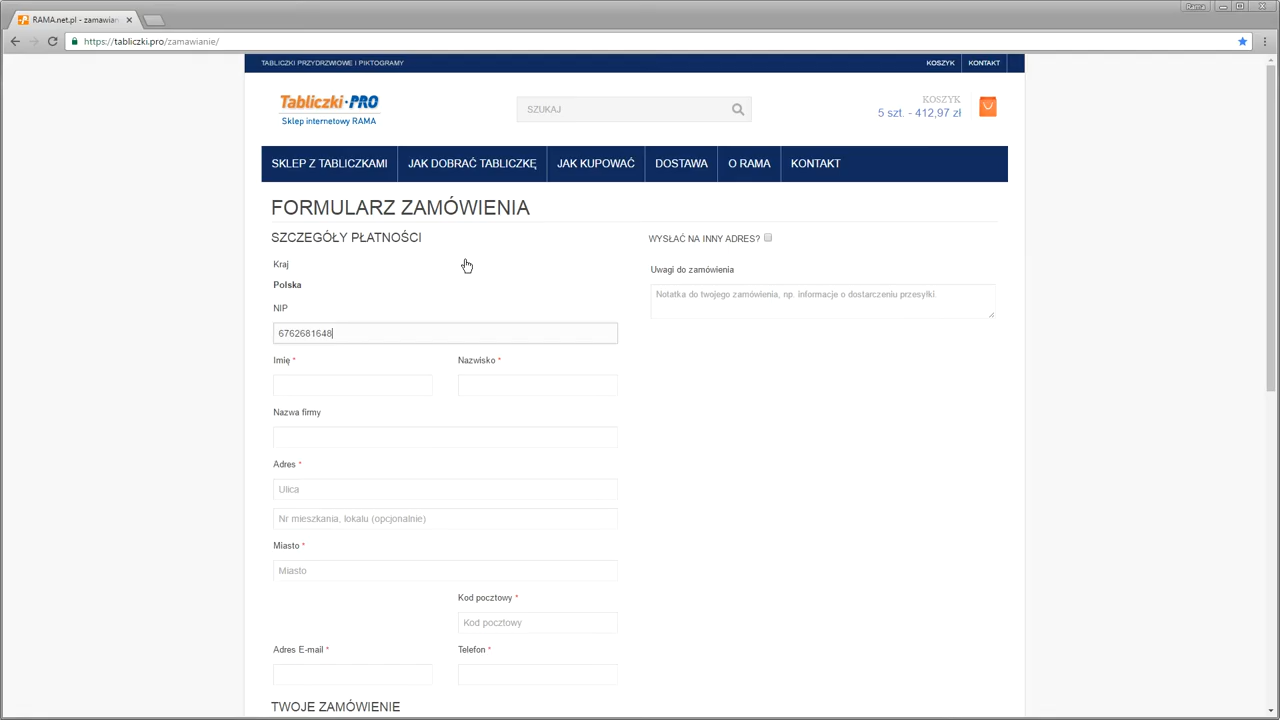 Rama
RAMA.net.pl - zamawian
https://tabliczki.pro/zamawianie/
TABLICZKI PRZYDRZWIOWE I PIKTOGRAMY
KOSZYK
KONTAKT
Tabliczki·PRO
Sklep internetowy RAMA
SZUKAJ
KOSZYK
5 szt. - 412,97 zł
SKLEP Z TABLICZKAMI
JAK DOBRAĆ TABLICZKĘ
JAK KUPOWAĆ
DOSTAWA
O RAMA
KONTAKT
FORMULARZ ZAMÓWIENIA
SZCZEGÓŁY PŁATNOŚCI
WYSŁAĆ NA INNY ADRES?
Kraj
Uwagi do zamówienia
Polska
Notatka do twojego zamówienia, np. informacje o dostarczeniu przesyłki
NIP
6762681648
Imię *
Nazwisko *
Nazwa firmy
Adres *
Ulica
Nr mieszkania, lokalu (opcjonalnie)
Miasto *
Miasto
Kod pocztowy *
Kod pocztowy
Adres E-mail *
Telefon *
TWOJE ZAMÓWIENIE